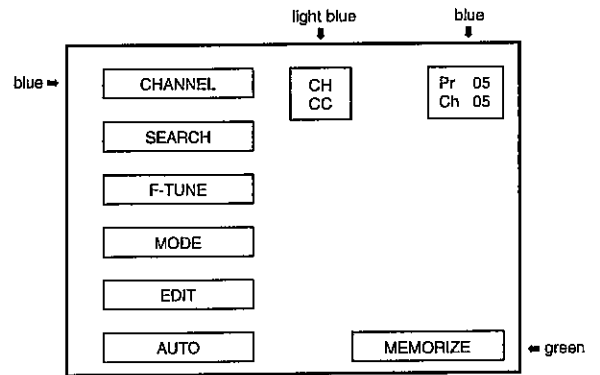 light blue
blue
blue
CHANNEL
CH
CC
Pr 05
Ch 05
SEARCH
F-TUNE
MODE
EDIT
AUTO
MEMORIZE
green